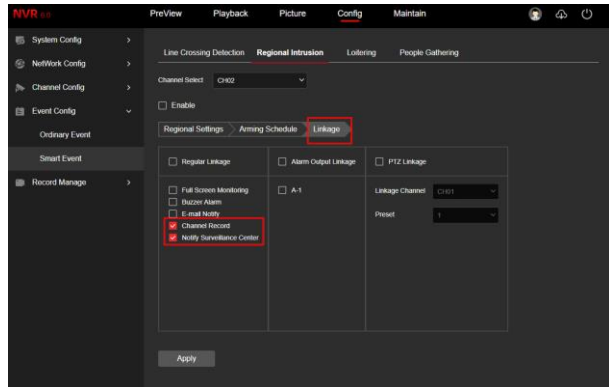 NVR 5.0 PreView Playback Picture Config Maintain
System Config
NetWork Config
Channel Config
Event Config
Ordinary Event
Smart Event
Record Manage
Line Crossing Detection Regional Intrusion Loitering People Gathering
Channel Select CH02
Enable
Regional Settings Arming Schedule Linkage
Regular Linkage Alarm Output Linkage PTZ Linkage
Full Screen Monitoring A-1 Linkage Channel CH01
Buzzer Alarm
E-mail Notify Preset 1
Channel Record
Notify Surveillance Center
Apply